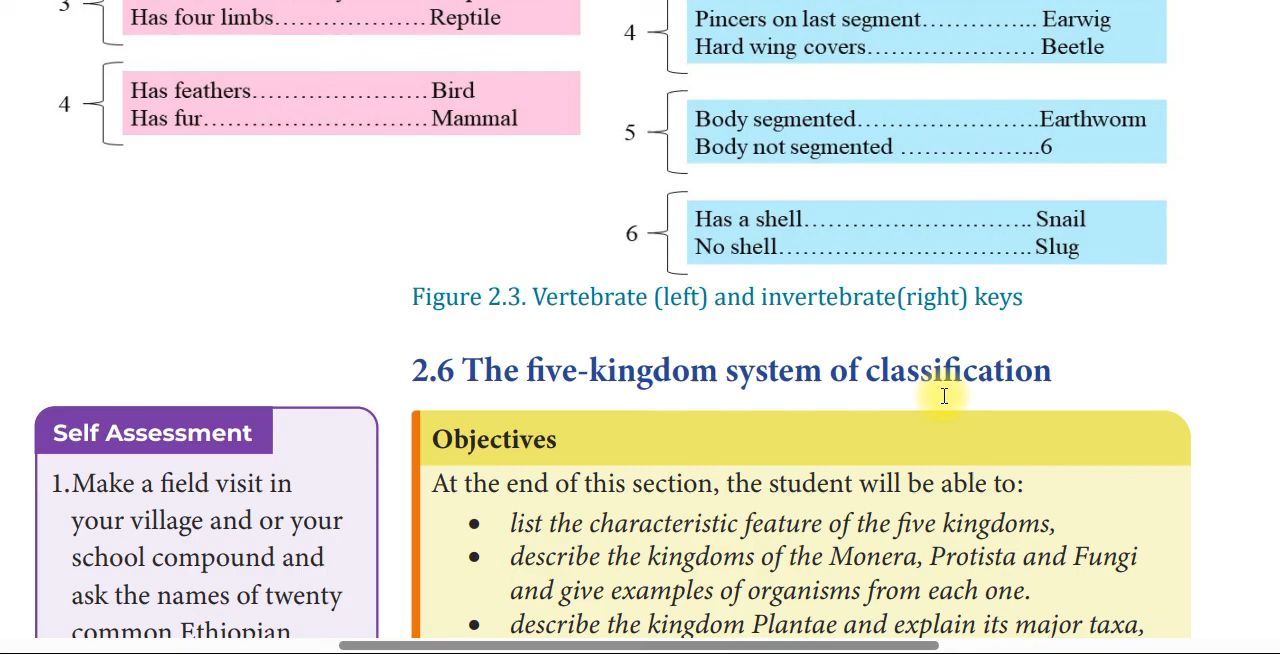 3
Has four limbs………………. Reptile
4
Has feathers…………………. Bird
Has fur………………………. Mammal
4
Pincers on last segment………….. Earwig
Hard wing covers………………… Beetle
5
Body segmented…………………..Earthworm
Body not segmented ……………..6
6
Has a shell……………………….. Snail
No shell………………………….. Slug
Figure 2.3. Vertebrate (left) and invertebrate(right) keys
2.6 The five-kingdom system of classification
Self Assessment
1.Make a field visit in
your village and or your
school compound and
ask the names of twenty
common Ethiopian
Objectives
At the end of this section, the student will be able to:
• list the characteristic feature of the five kingdoms,
• describe the kingdoms of the Monera, Protista and Fungi
and give examples of organisms from each one.
• describe the kingdom Plantae and explain its major taxa,